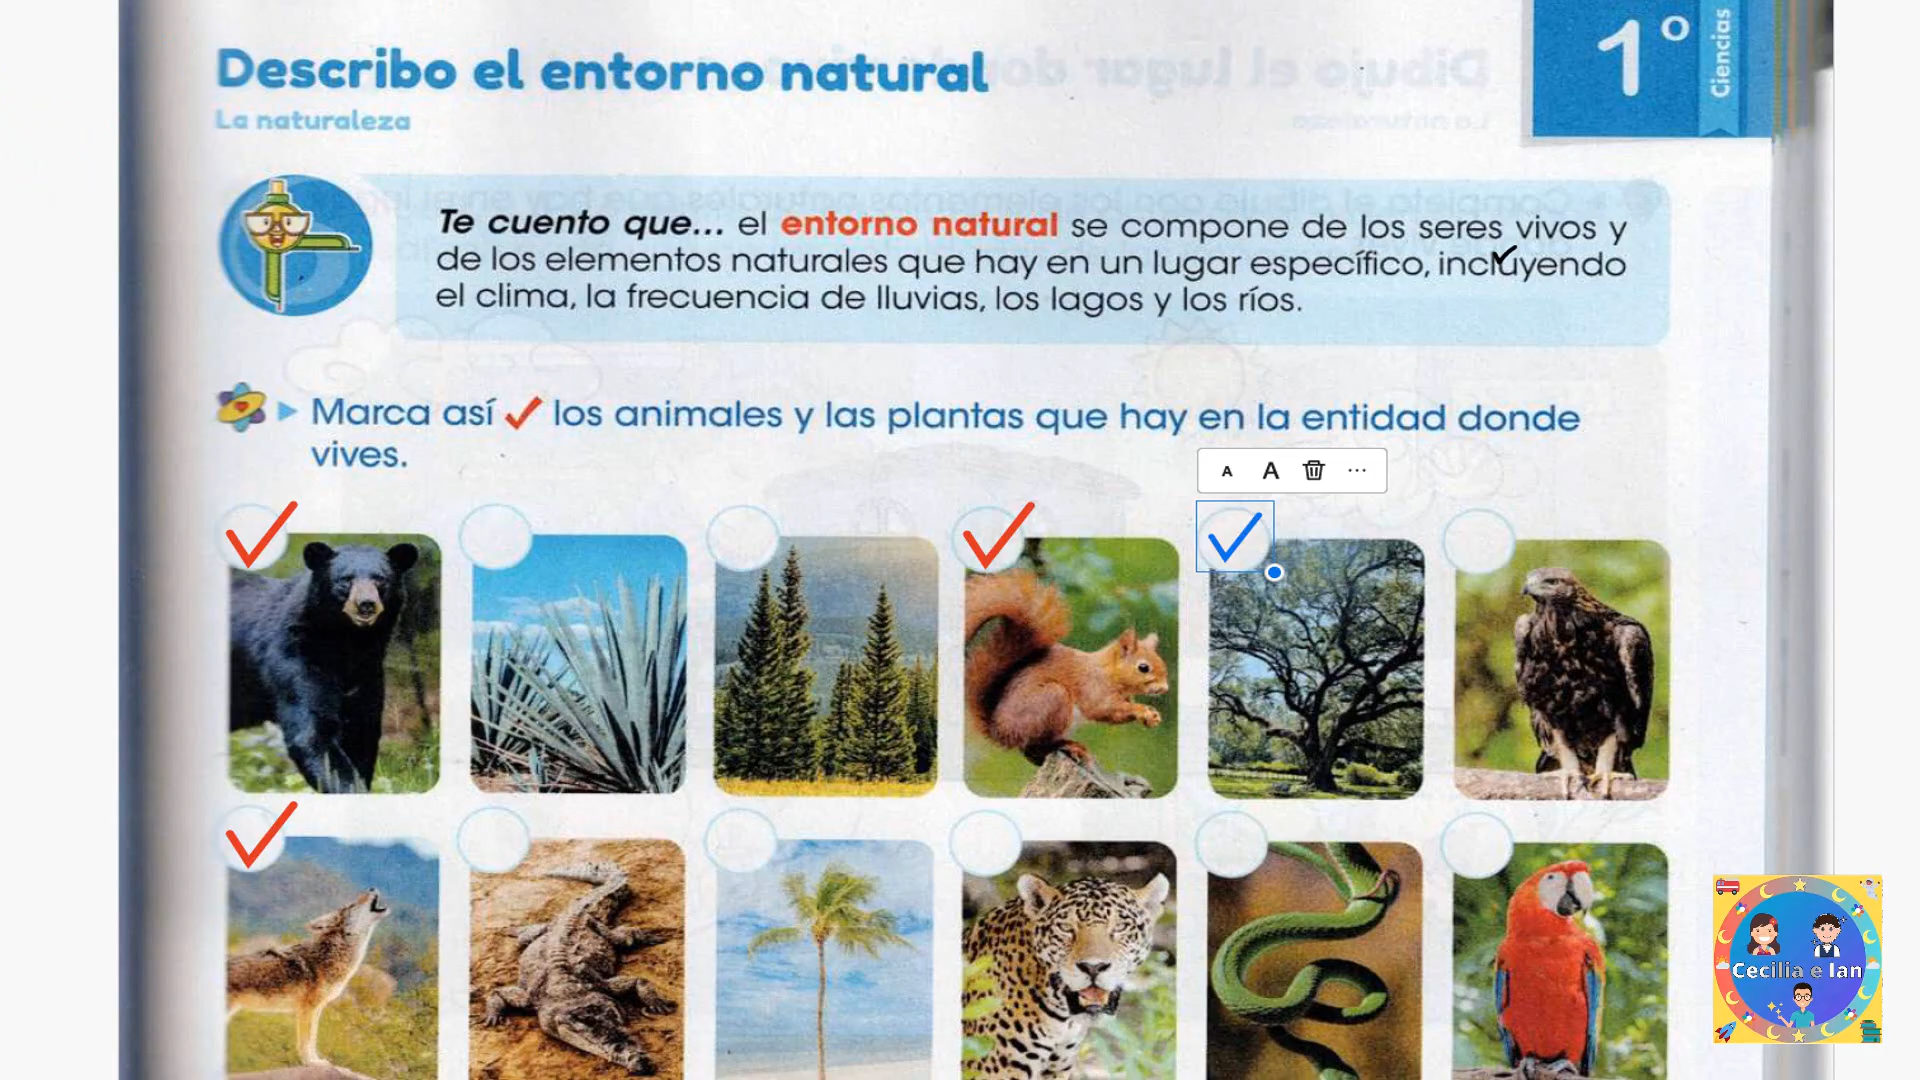 Describo el entorno natural
La naturaleza
1°
Ciencias
Te cuento que... el entorno natural se compone de los seres vivos y
de los elementos naturales que hay en un lugar específico, incluyendo
el clima, la frecuencia de lluvias, los lagos y los ríos.
Marca así ✓ los animales y las plantas que hay en la entidad donde
vives.
A A ...
Cecilia e Ian